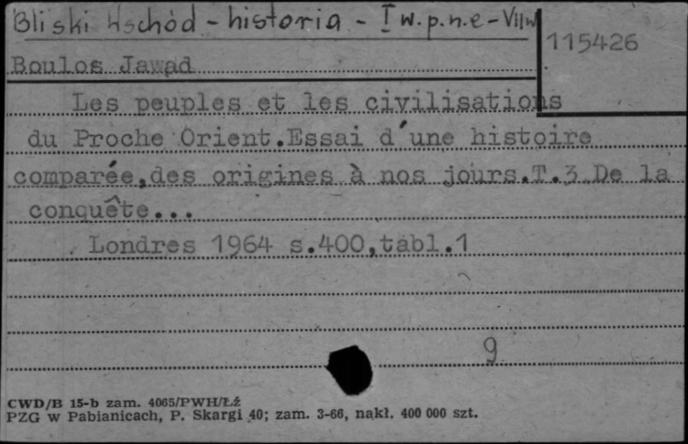 Bliski Wschód - historia - I w.p.n.e - VII w
115426
Boulos Jawad
Les peuples et les civilisations
du Proche Orient.Essai d'une histoire
comparée,des origines à nos jours.T.3 De la
conquête...
Londres 1964 s.400,tabl.1
9
CWD/B 15-b zam. 4065/PWH/Łź
PZG w Pabianicach, P. Skargi 40; zam. 3-66, nakł. 400 000 szt.